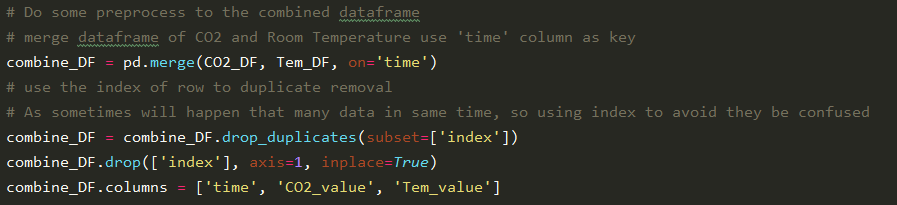 # Do some preprocess to the combined dataframe
# merge dataframe of CO2 and Room Temperature use 'time' column as key
combine_DF = pd.merge(CO2_DF, Tem_DF, on='time')
# use the index of row to duplicate removal
# As sometimes will happen that many data in same time, so using index to avoid they be confused
combine_DF = combine_DF.drop_duplicates(subset=['index'])
combine_DF.drop(['index'], axis=1, inplace=True)
combine_DF.columns = ['time', 'CO2_value', 'Tem_value']